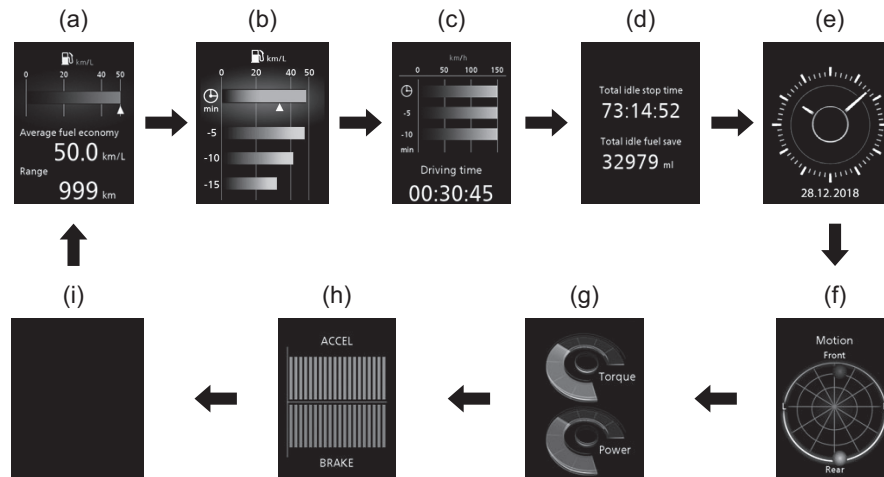 (a)
km/L
0 20 40 50
Average fuel economy
50.0 km/L
Range
999 km
(b)
km/L
0 20 40 50
min
-5
-10
-15
(c)
km/h
0 50 100 150
-5
-10
min
Driving time
00:30:45
(d)
Total idle stop time
73:14:52
Total idle fuel save
32979 ml
(e)
28.12.2018
(f)
Motion
Front
L
Rear
(g)
Torque
Power
(h)
ACCEL
BRAKE
(i)